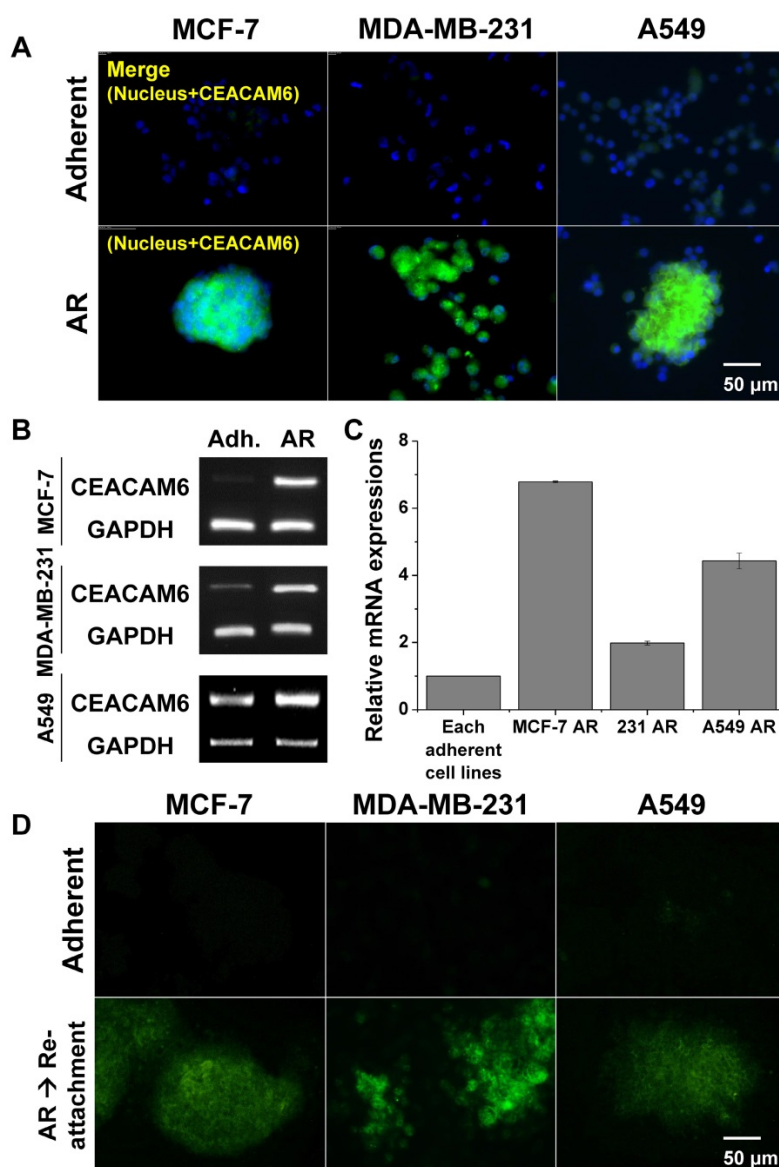 MCF-7 MDA-MB-231 A549
A
Merge
(Nucleus+CEACAM6)
Adherent
(Nucleus+CEACAM6)
AR
50 µm
B
Adh. AR
MCF-7
CEACAM6
GAPDH
MDA-MB-231
CEACAM6
GAPDH
A549
CEACAM6
GAPDH
C
Relative mRNA expressions
8
6
4
2
0
Each
adherent
cell lines
MCF-7 AR
231 AR
A549 AR
MCF-7 MDA-MB-231 A549
D
Adherent
AR → Re-
attachment
50 µm